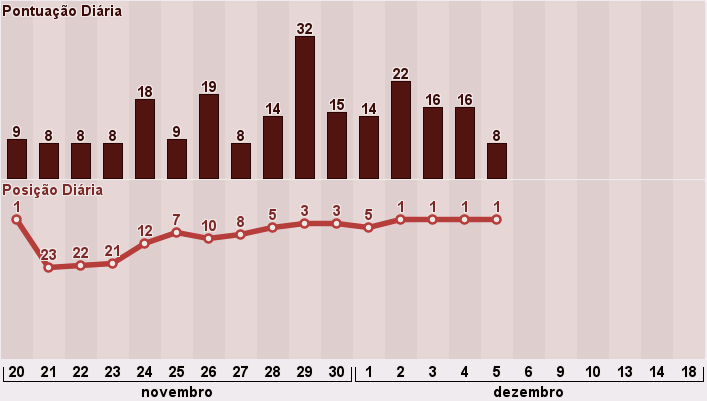 Pontuação Diária
9 8 8 8 18 9 19 8 14 32 15 14 22 16 16 8
Posição Diária
1 23 22 21 12 7 10 8 5 3 3 5 1 1 1 1
20 21 22 23 24 25 26 27 28 29 30 1 2 3 4 5 6 9 10 13 14 18
novembro dezembro